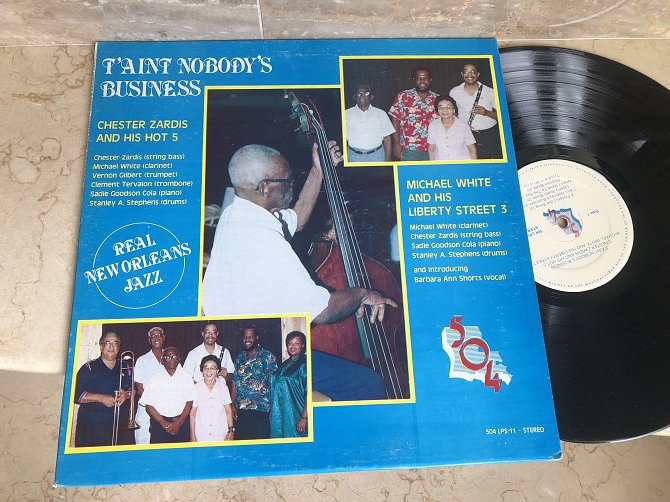 T'AINT NOBODY'S
BUSINESS
CHESTER ZARDIS
AND HIS HOT 5
Chester Zardis (string bass)
Michael White (clarinet)
Vernon Gilbert (trumpet)
Clement Tervalon (trombone)
Sadie Goodson Cola (piano)
Stanley A. Stephens (drums)
REAL
NEW ORLEANS
JAZZ
MICHAEL WHITE
AND HIS
LIBERTY STREET 3
Michael White (clarinet)
Chester Zardis (string bass)
Sadie Goodson Cola (piano)
Stanley A. Stephens (drums)
and introducing
Barbara Ann Shorts (vocal)
504
504 LPS-11 - STEREO